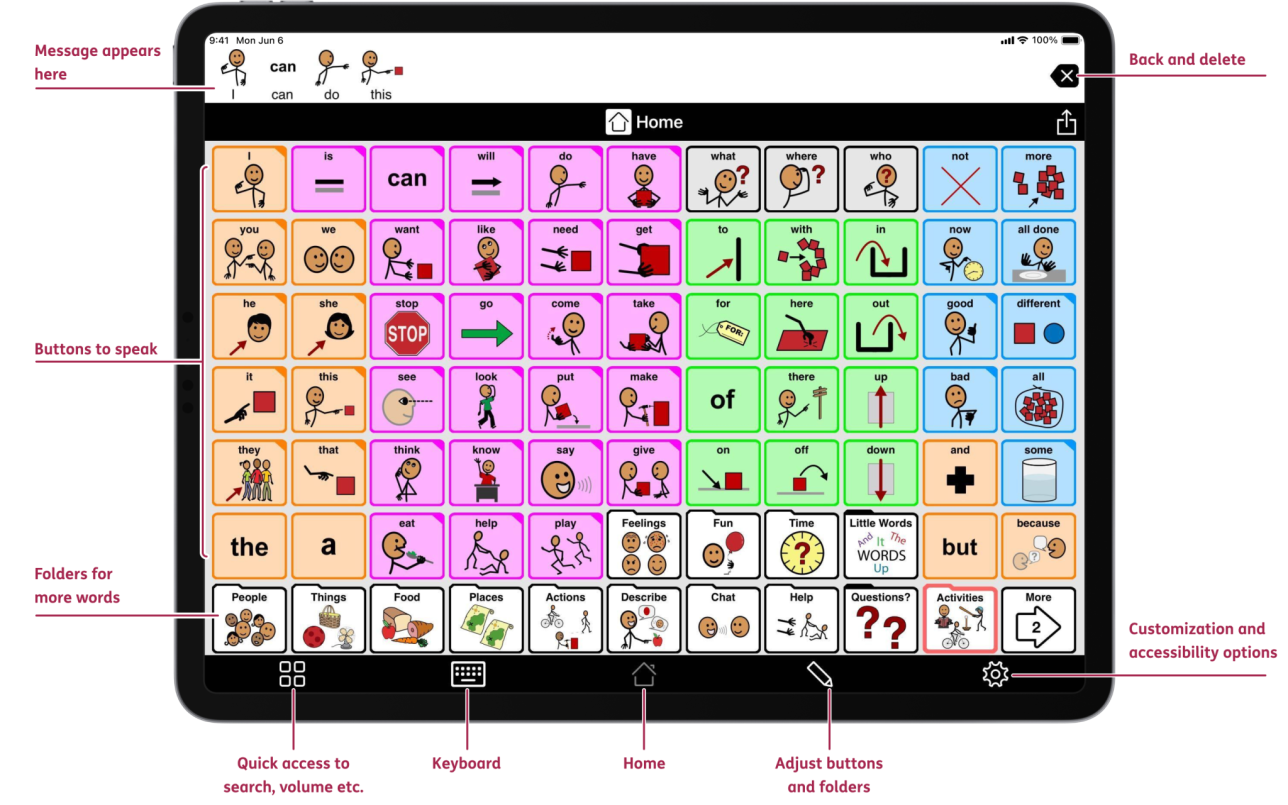 9:41 Mon Jun 6
100%
Message appears
here
can
I can do this
Back and delete
Home
I is can will do have what where who not more
you we want like need get to with in now all done
he she stop go come take for here out good different
STOP
FOR:
Buttons to speak
it this see look put make of there up bad all
they that think know say give on off down and some
the a eat help play Feelings Fun Time Little Words but because
?
And It The
WORDS
Up
?
Folders for
more words
People Things Food Places Actions Describe Chat Help Questions? Activities More
??
2
Customization and
accessibility options
Quick access to
search, volume etc.
Keyboard
Home
Adjust buttons
and folders